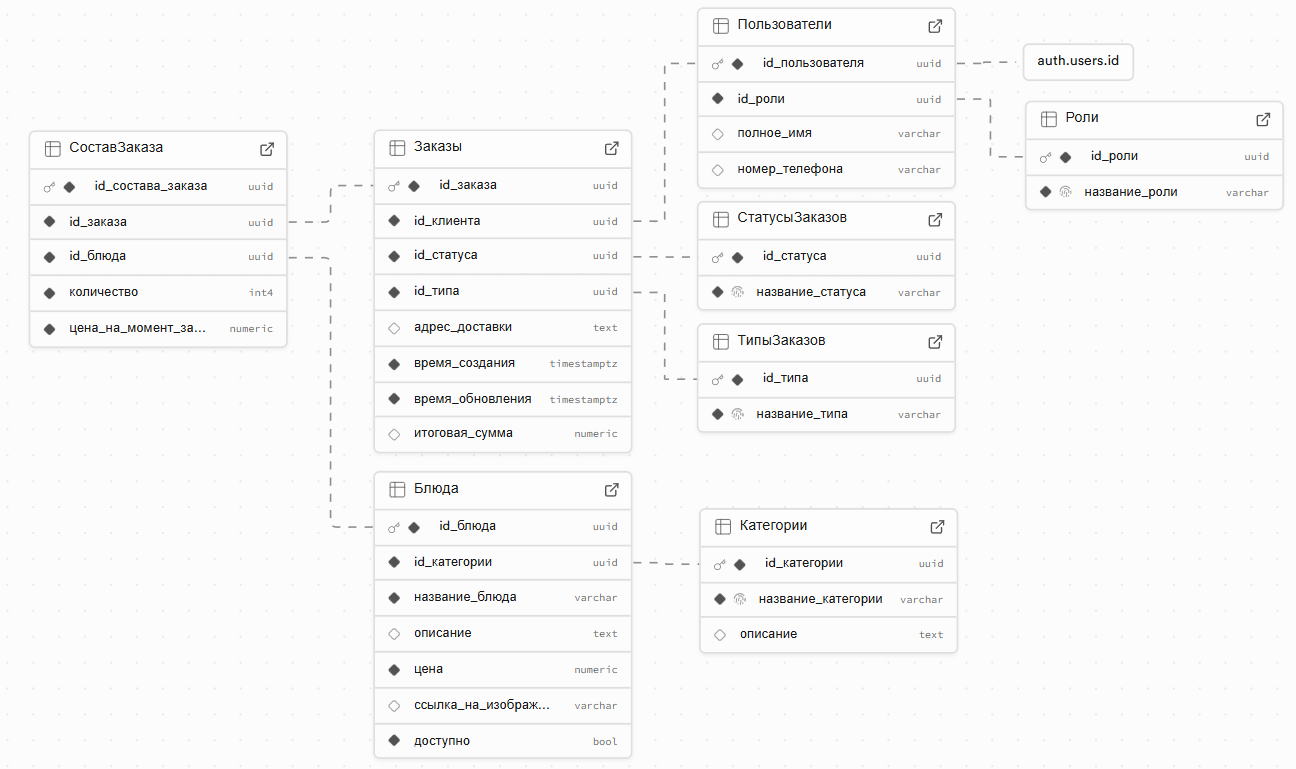 СоставЗаказа
id_состава_заказа uuid
id_заказа uuid
id_блюда uuid
количество int4
цена_на_момент_за... numeric
Заказы
id_заказа uuid
id_клиента uuid
id_статуса uuid
id_типа uuid
адрес_доставки text
время_создания timestamptz
время_обновления timestamptz
итоговая_сумма numeric
Блюда
id_блюда uuid
id_категории uuid
название_блюда varchar
описание text
цена numeric
ссылка_на_изображ... varchar
доступно bool
Пользователи
id_пользователя uuid
id_роли uuid
полное_имя varchar
номер_телефона varchar
СтатусыЗаказов
id_статуса uuid
название_статуса varchar
ТипыЗаказов
id_типа uuid
название_типа varchar
Категории
id_категории uuid
название_категории varchar
описание text
auth.users.id
Роли
id_роли uuid
название_роли varchar